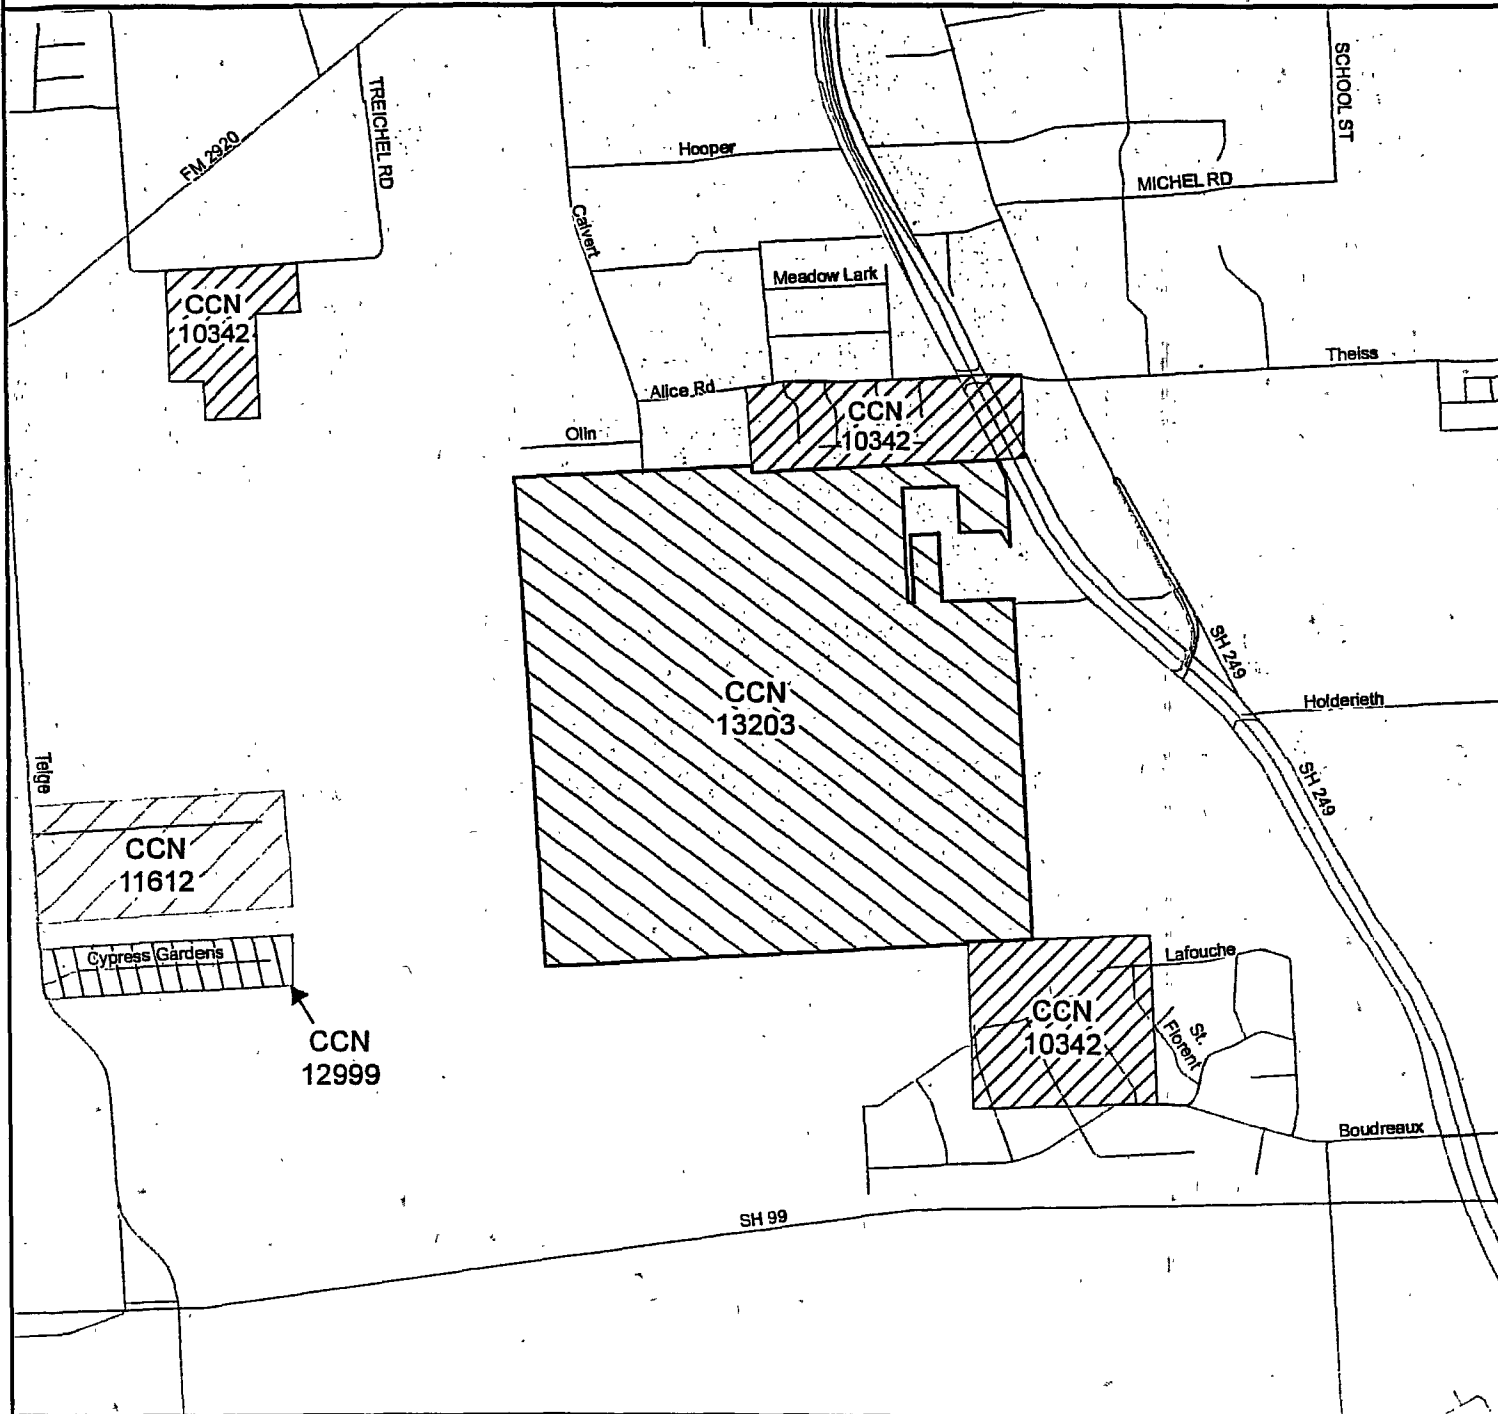 SCHOOL ST
TREICHEL RD
FM 2920
Hooper
MICHEL RD
Calvert
Meadow Lark
CCN
10342
Theiss
Alice Rd
CCN
10342
Olin
SH 249
CCN
13203
Holderieth
Telge
SH 249
CCN
11612
Cypress Gardens
Lafouche
CCN
10342
St.
Florent
CCN
12999
Boudreaux
SH 99